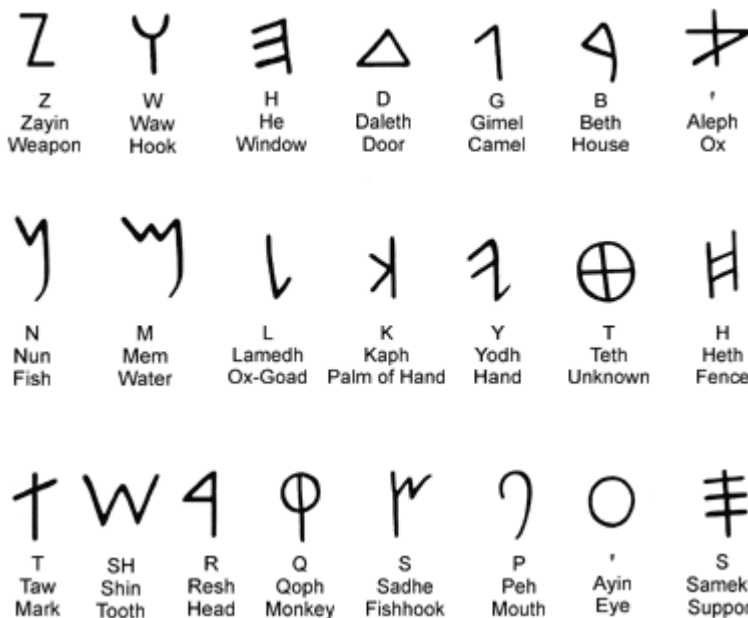 𐤀 𐤁 𐤂 𐤃 𐤄 𐤅 𐤆
Z W H D G B '
Zayin Waw He Daleth Gimel Beth Aleph
Weapon Hook Window Door Camel House Ox
𐤇 𐤈 𐤉 𐤊 𐤋 𐤌 𐤍
N M L K Y T H
Nun Mem Lamedh Kaph Yodh Teth Heth
Fish Water Ox-Goad Palm of Hand Hand Unknown Fence
𐤎 𐤏 𐤐 𐤑 𐤒 𐤓 𐤔 𐤕
T SH R Q S P ' S
Taw Shin Resh Qoph Sadhe Peh Ayin Samek
Mark Tooth Head Monkey Fishhook Mouth Eye Suppor